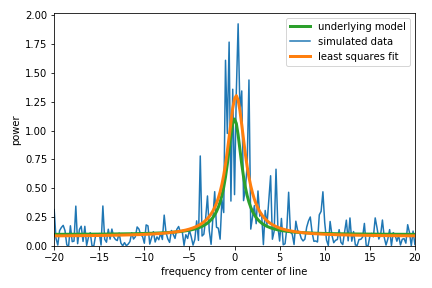 2.00
1.75
1.50
1.25
1.00
0.75
0.50
0.25
0.00
power
underlying model
simulated data
least squares fit
−20 −15 −10 −5 0 5 10 15 20
frequency from center of line